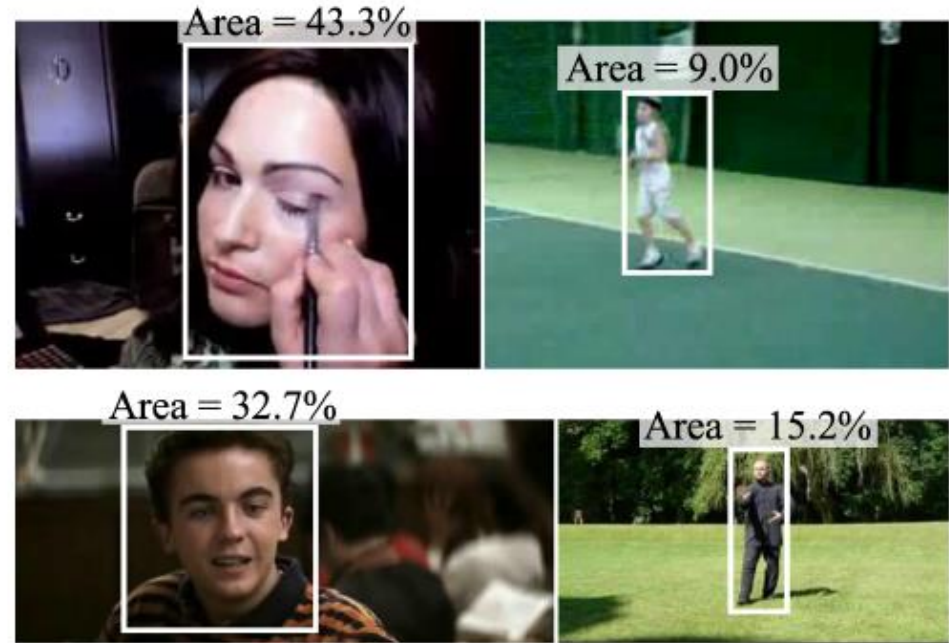 Area = 43.3%
Area = 9.0%
Area = 32.7%
Area = 15.2%